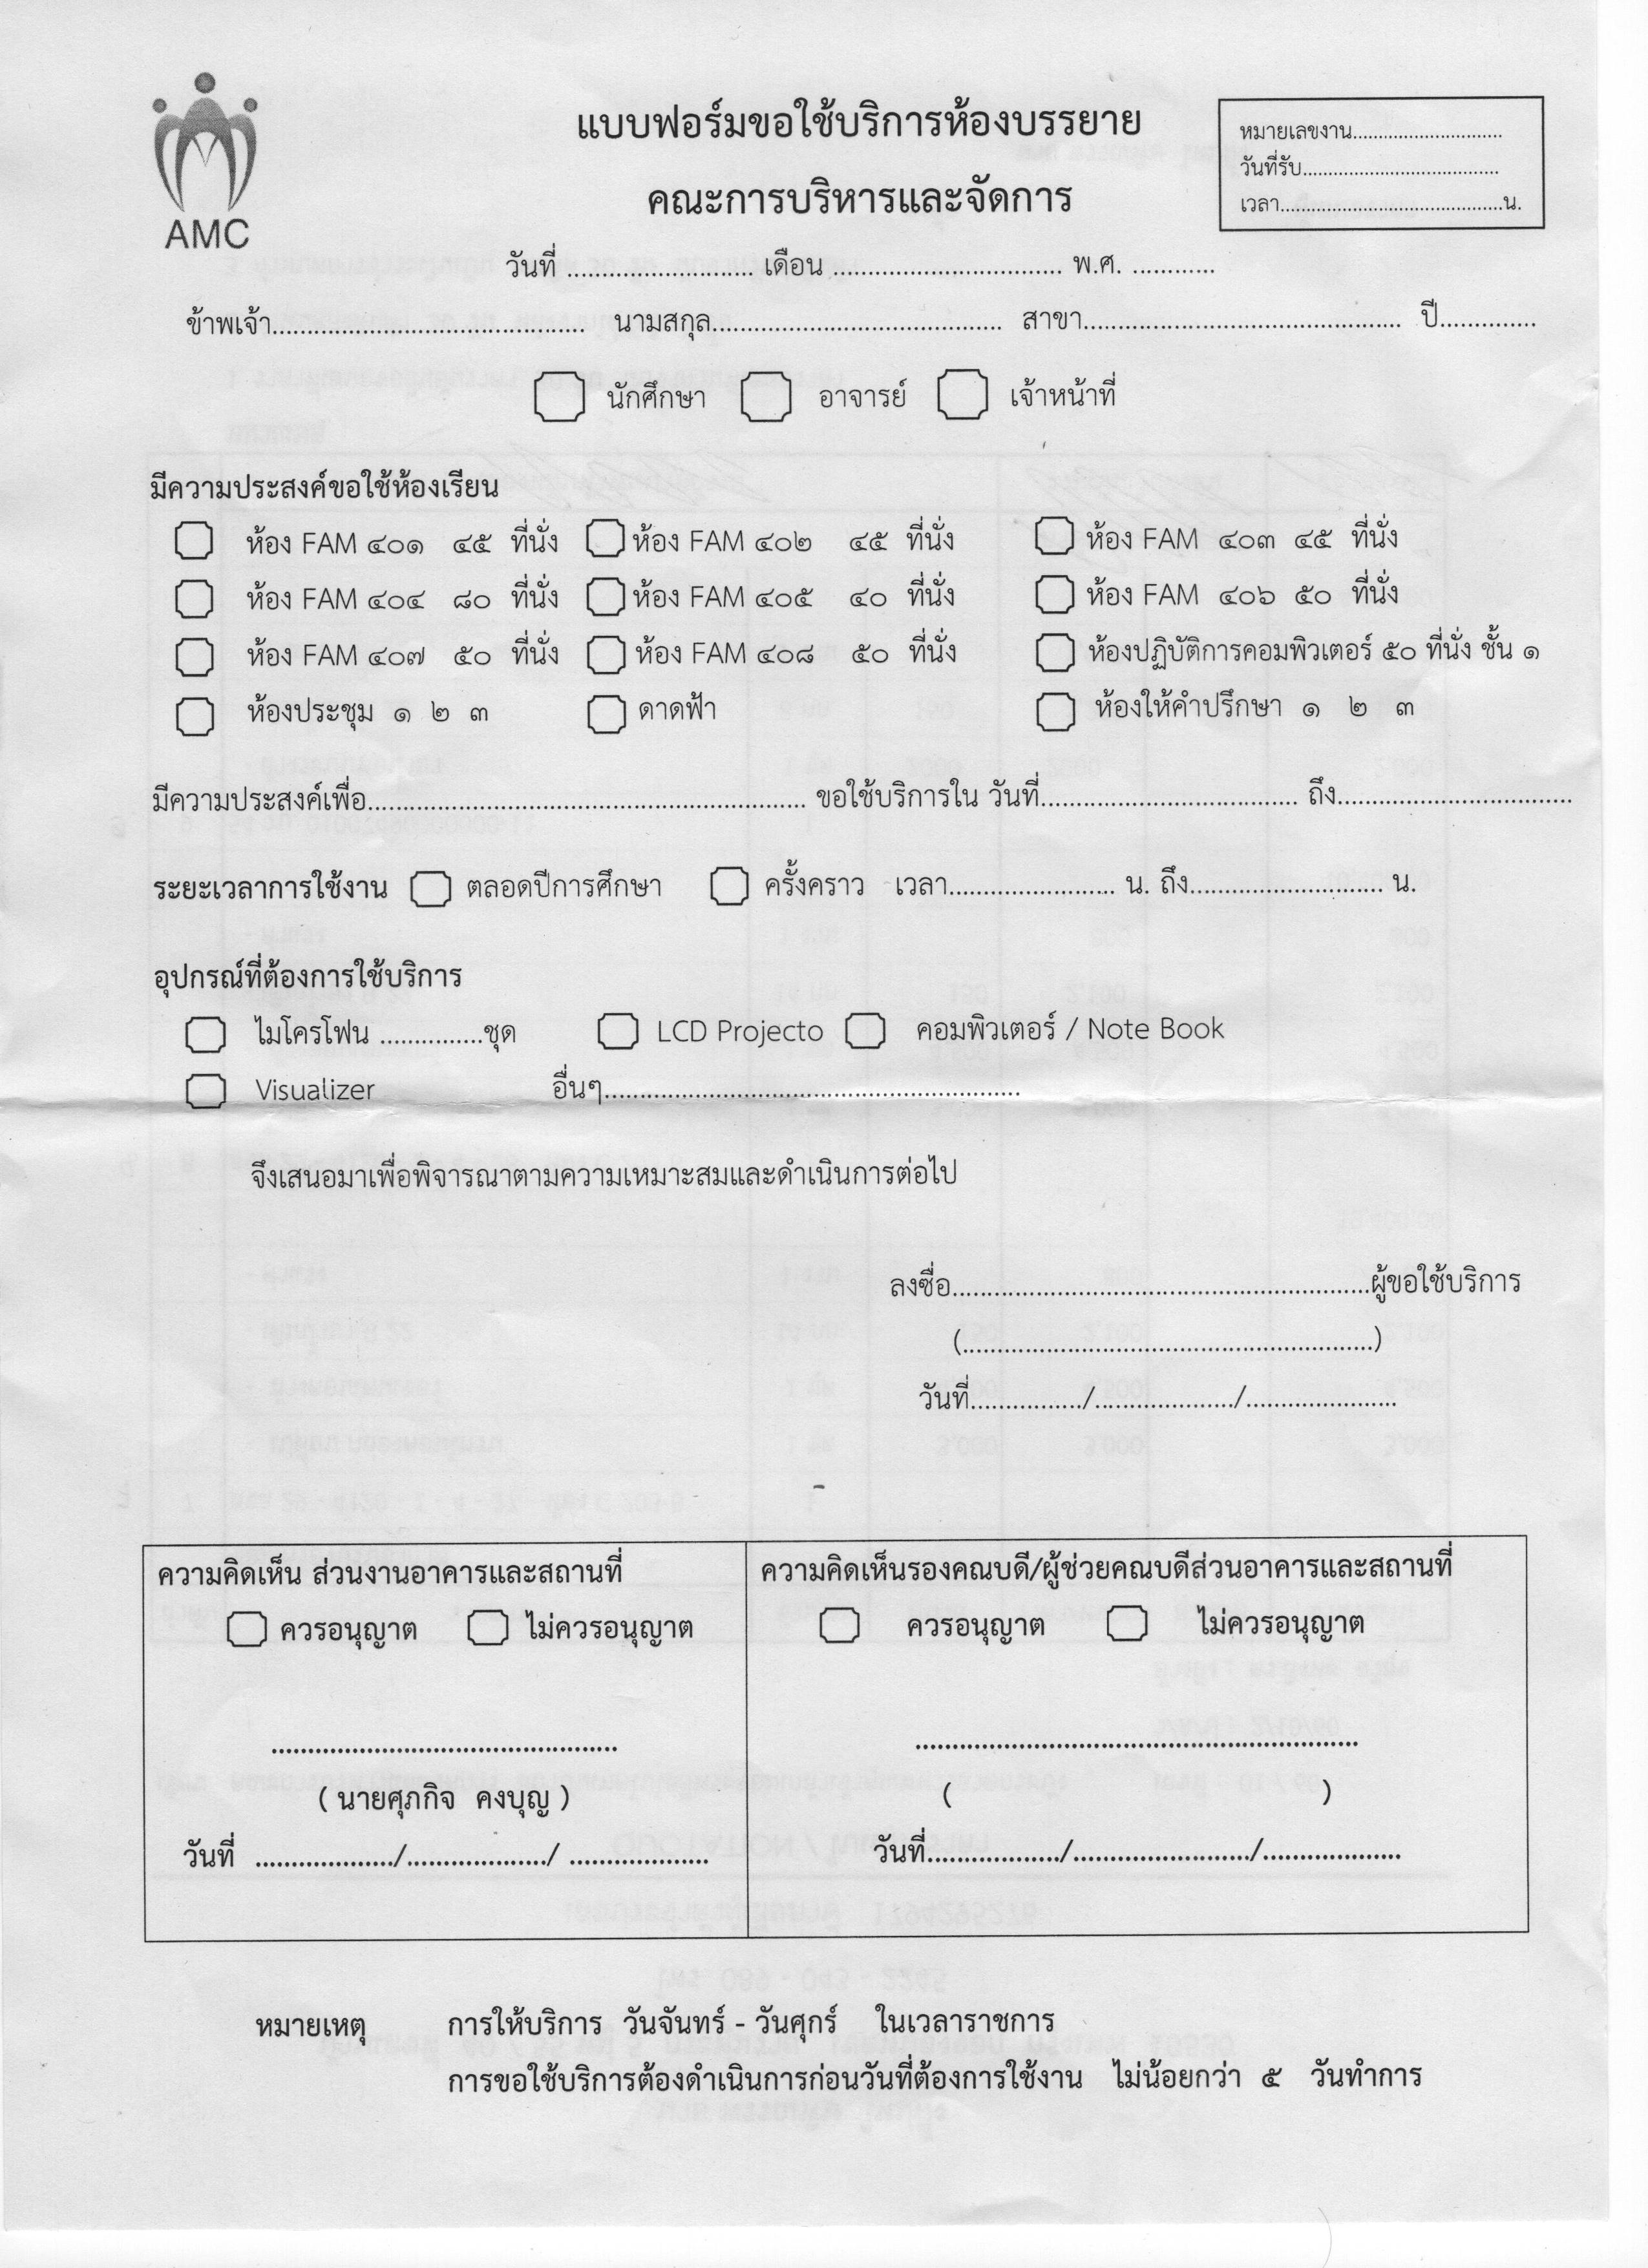 AMC
แบบฟอร์มขอใช้บริการห้องบรรยาย
คณะการบริหารและจัดการ
หมายเลขงาน.............................
วันที่รับ......................................
เวลา...........................................น.
วันที่ ........................... เดือน ................................. พ.ศ. ............
ข้าพเจ้า............................................. นามสกุล.......................................... สาขา.............................................. ปี..............
นักศึกษา อาจารย์ เจ้าหน้าที่
มีความประสงค์ขอใช้ห้องเรียน
ห้อง FAM ๔๐๑ ๔๕ ที่นั่ง ห้อง FAM ๔๐๒ ๔๕ ที่นั่ง ห้อง FAM ๔๐๓ ๔๕ ที่นั่ง
ห้อง FAM ๔๐๔ ๘๐ ที่นั่ง ห้อง FAM ๔๐๕ ๔๐ ที่นั่ง ห้อง FAM ๔๐๖ ๕๐ ที่นั่ง
ห้อง FAM ๔๐๗ ๕๐ ที่นั่ง ห้อง FAM ๔๐๘ ๕๐ ที่นั่ง ห้องปฏิบัติการคอมพิวเตอร์ ๕๐ ที่นั่ง ชั้น ๑
ห้องประชุม ๑ ๒ ๓ ดาดฟ้า ห้องให้คำปรึกษา ๑ ๒ ๓
มีความประสงค์เพื่อ............................................................... ขอใช้บริการใน วันที่..................................... ถึง..................................
ระยะเวลาการใช้งาน ตลอดปีการศึกษา ครั้งคราว เวลา........................ น. ถึง............................ น.
อุปกรณ์ที่ต้องการใช้บริการ
ไมโครโฟน ...............ชุด LCD Projecto คอมพิวเตอร์ / Note Book
Visualizer อื่นๆ............................................................
จึงเสนอมาเพื่อพิจารณาตามความเหมาะสมและดำเนินการต่อไป
ลงชื่อ............................................................ผู้ขอใช้บริการ
(...........................................................)
วันที่................/..................../......................
ความคิดเห็น ส่วนงานอาคารและสถานที่
ควรอนุญาต ไม่ควรอนุญาต
................................................
( นายศุภกิจ คงบุญ )
วันที่ .................../.................../ ...................
ความคิดเห็นรองคณบดี/ผู้ช่วยคณบดีส่วนอาคารและสถานที่
ควรอนุญาต ไม่ควรอนุญาต
.............................................................
( )
วันที่................../......................../...................
หมายเหตุ การให้บริการ วันจันทร์ - วันศุกร์ ในเวลาราชการ
การขอใช้บริการต้องดำเนินการก่อนวันที่ต้องการใช้งาน ไม่น้อยกว่า ๕ วันทำการ